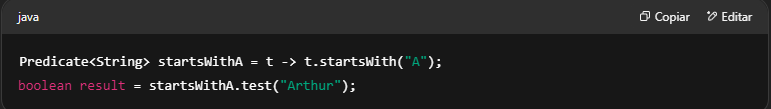 java Copiar Editar
Predicate<String> startsWithA = t -> t.startsWith("A");
boolean result = startsWithA.test("Arthur");